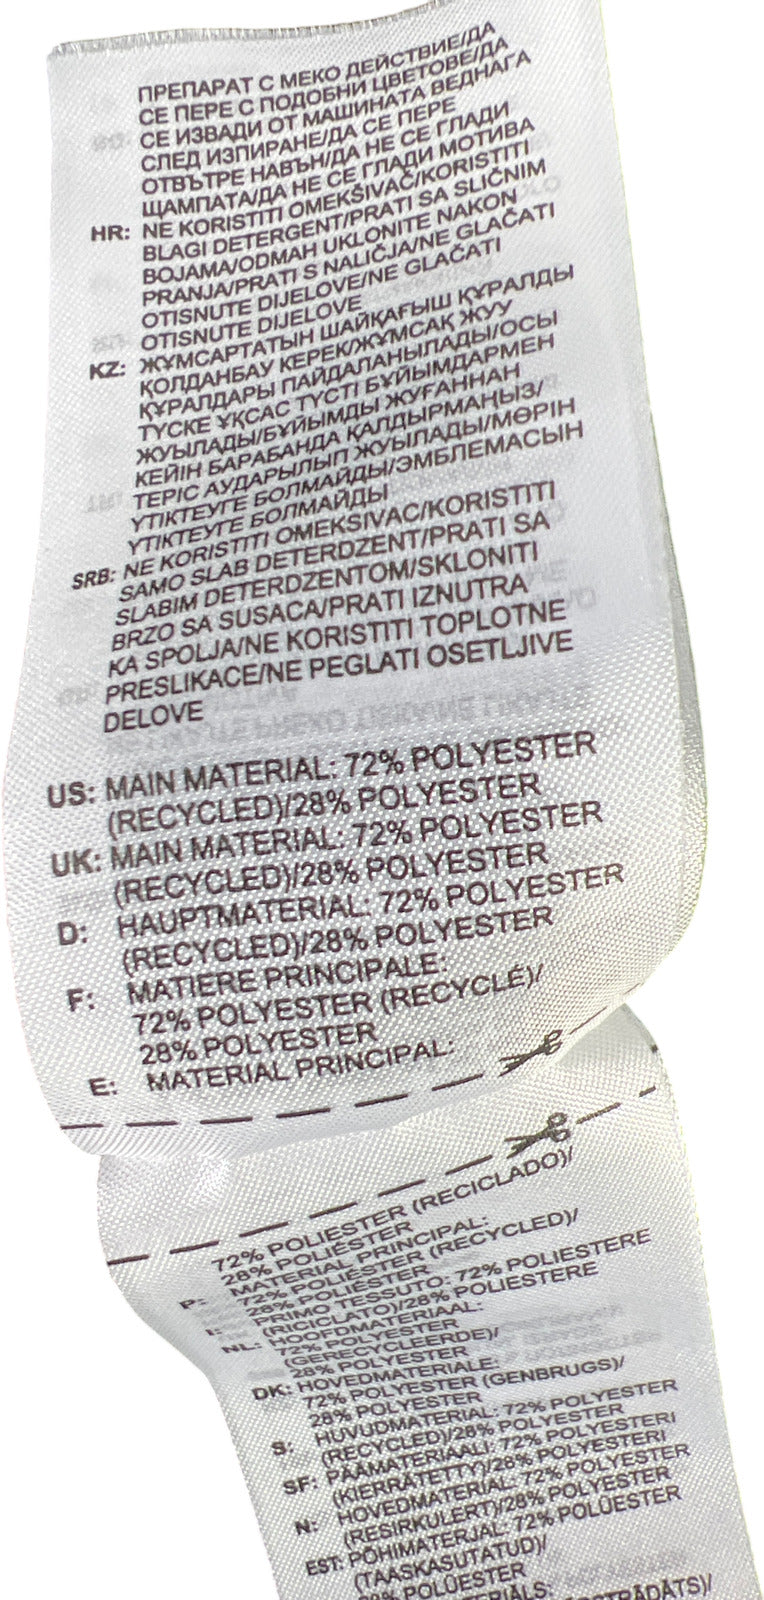 ПРЕПАРАТ С МЕКО ДЕЙСТВИЕ/ДА
СЕ ПЕРЕ С ПОДОБНИ ЦВЕТОВЕ/ДА
СЕ ИЗВАДИ ОТ МАШИНАТА ВЕДНАГА
СЛЕД ИЗПИРАНЕ/ДА СЕ ПЕРЕ
ОТВЪТРЕ НАВЪН/ДА НЕ СЕ ГЛАДИ
ЩАМПАТА/ДА НЕ СЕ ГЛАДИ МОТИВА
HR: NE KORISTITI OMEKŠIVAČ/KORISTITI
BLAGI DETERGENT/PRATI SA SLIČNIM
BOJAMA/ODMAH UKLONITE NAKON
PRANJA/PRATI S NALIČJA/NE GLAČATI
OTISNUTE DIJELOVE/NE GLAČATI
OTISNUTE DIJELOVE
KZ: ЖҰМСАРТАТЫН ШАЙҚАҒЫШ ҚҰРАЛДЫ
ҚОЛДАНБАУ КЕРЕК/ЖҰМСАҚ ЖУУ
ҚҰРАЛДАРЫ ПАЙДАЛАНЫЛАДЫ/ОСЫ
ТҮСКЕ ҰҚСАС ТҮСТІ БҰЙЫМДАРМЕН
ЖУЫЛАДЫ/БҰЙЫМДЫ ЖУҒАННАН
КЕЙІН БАРАБАНДА ҚАЛДЫРМАҢЫЗ/
ТЕРІС АУДАРЫЛЫП ЖУЫЛАДЫ/МӨРІН
ҮТІКТЕУГЕ БОЛМАЙДЫ/ЭМБЛЕМАСЫН
ҮТІКТЕУГЕ БОЛМАЙДЫ
SRB: NE KORISTITI OMEKSIVAC/KORISTITI
SAMO SLAB DETERDZENT/PRATI SA
SLABIM DETERDZENTOM/SKLONITI
BRZO SA SUSACA/PRATI IZNUTRA
KA SPOLJA/NE KORISTITI TOPLOTNE
PRESLIKACE/NE PEGLATI OSETLJIVE
DELOVE
US: MAIN MATERIAL: 72% POLYESTER
(RECYCLED)/28% POLYESTER
UK: MAIN MATERIAL: 72% POLYESTER
(RECYCLED)/28% POLYESTER
D: HAUPTMATERIAL: 72% POLYESTER
(RECYCLED)/28% POLYESTER
F: MATIERE PRINCIPALE:
72% POLYESTER (RECYCLÉ)/
28% POLYESTER
E: MATERIAL PRINCIPAL:
72% POLIESTER (RECICLADO)/
28% POLIÉSTER
P: MATERIAL PRINCIPAL:
72% POLIÉSTER (RECYCLED)/
28% POLIÉSTER
I: PRIMO TESSUTO: 72% POLIESTERE
(RICICLATO)/28% POLIESTERE
NL: HOOFDMATERIAAL:
72% POLYESTER
(GERECYCLEERDE)/
28% POLYESTER
DK: HOVEDMATERIALE:
72% POLYESTER (GENBRUGS)/
28% POLYESTER
S: HUVUDMATERIAL: 72% POLYESTER
(RECYCLED)/28% POLYESTER
SF: PÄÄMATERIAALI: 72% POLYESTERI
(KIERRÄTETTY)/28% POLYESTERI
N: HOVEDMATERIAL: 72% POLYESTER
(RESIRKULERT)/28% POLYESTER
EST: PÕHIMATERJAL: 72% POLÜESTER
(TAASKASUTATUD)/
28% POLÜESTER